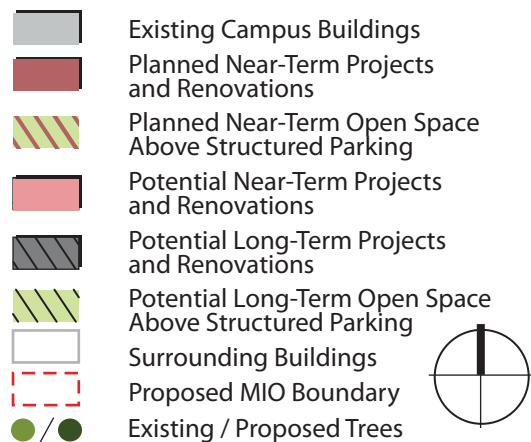 Existing Campus Buildings
Planned Near-Term Projects
and Renovations
Planned Near-Term Open Space
Above Structured Parking
Potential Near-Term Projects
and Renovations
Potential Long-Term Projects
and Renovations
Potential Long-Term Open Space
Above Structured Parking
Surrounding Buildings
Proposed MIO Boundary
/ Existing / Proposed Trees